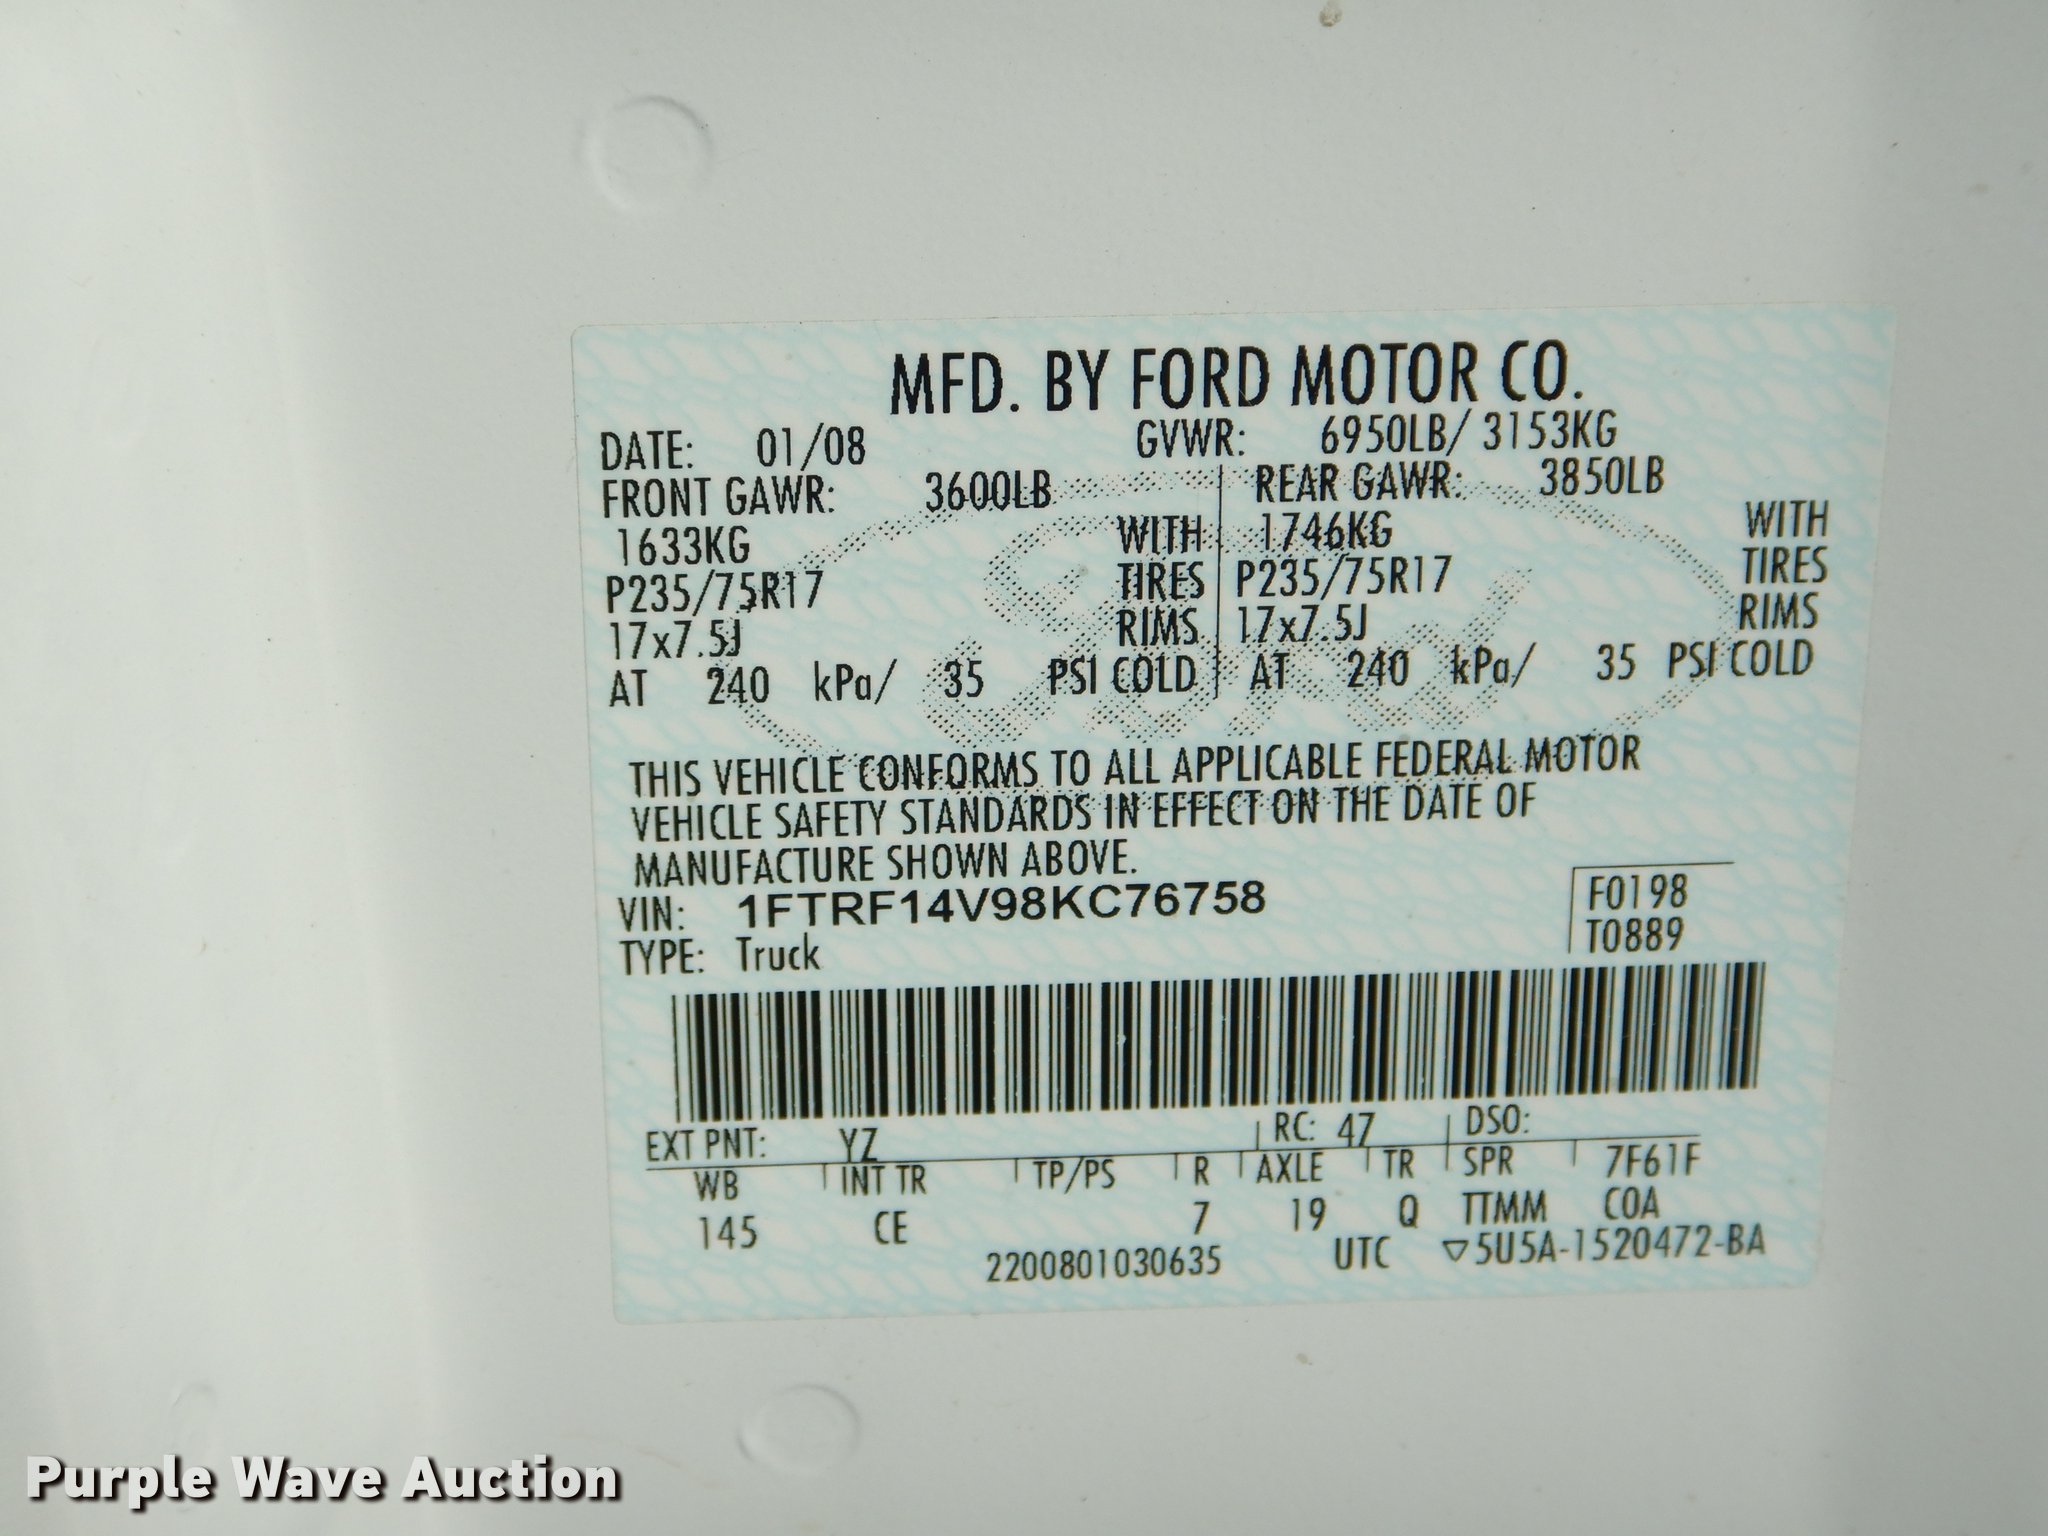 MFD. BY FORD MOTOR CO.
DATE: 01/08 GVWR: 6950LB/ 3153KG
FRONT GAWR: 3600LB REAR GAWR: 3850LB
1633KG WITH 1746KG WITH
P235/75R17 TIRES P235/75R17 TIRES
17x7.5J RIMS 17x7.5J RIMS
AT 240 kPa/ 35 PSI COLD AT 240 kPa/ 35 PSI COLD
THIS VEHICLE CONFORMS TO ALL APPLICABLE FEDERAL MOTOR
VEHICLE SAFETY STANDARDS IN EFFECT ON THE DATE OF
MANUFACTURE SHOWN ABOVE.
VIN: 1FTRF14V98KC76758 F0198
TYPE: Truck T0889
EXT PNT: YZ RC: 47 DSO:
WB INT TR TP/PS R AXLE TR SPR 7F61F
145 CE 7 19 Q TTMM COA
2200801030635 UTC ▽5U5A-1520472-BA
Purple Wave Auction